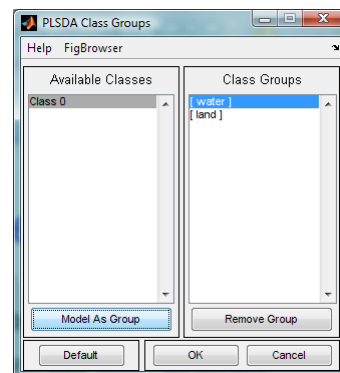 PLSDA Class Groups
Help FigBrowser
Available Classes
Class 0
Model As Group
Class Groups
[ water ]
[ land ]
Remove Group
Default OK Cancel